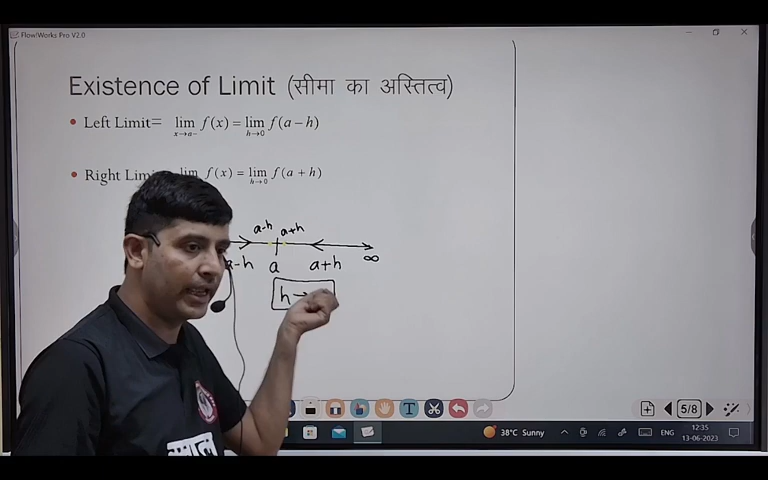 FlowWorks Pro V2.0
Existence of Limit (सीमा का अस्तित्व)
• Left Limit= lim f(x) = lim f(a − h)
x→a− h→0
• Right Lim f(x) = lim f(a + h)
h→0
a-h a+h
a-h a a+h ∞
h→
T
5/8
38°C Sunny ENG 12:35
13-06-2023